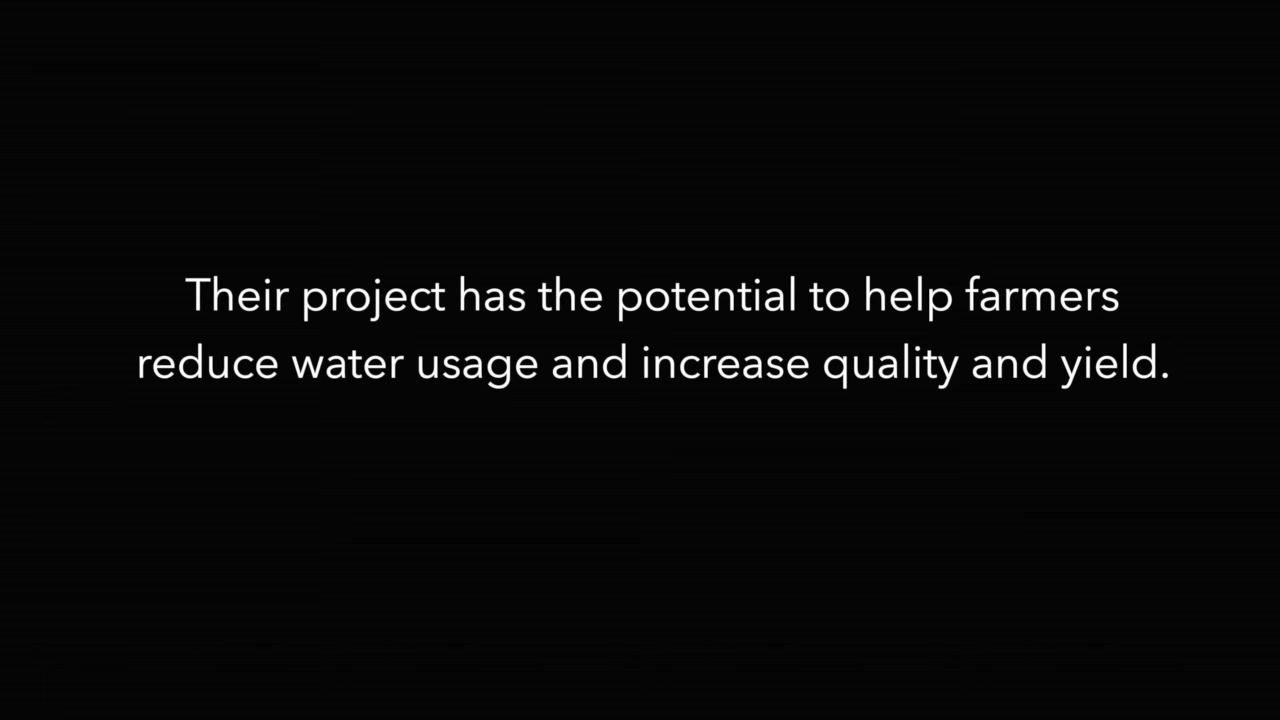 Their project has the potential to help farmers
reduce water usage and increase quality and yield.